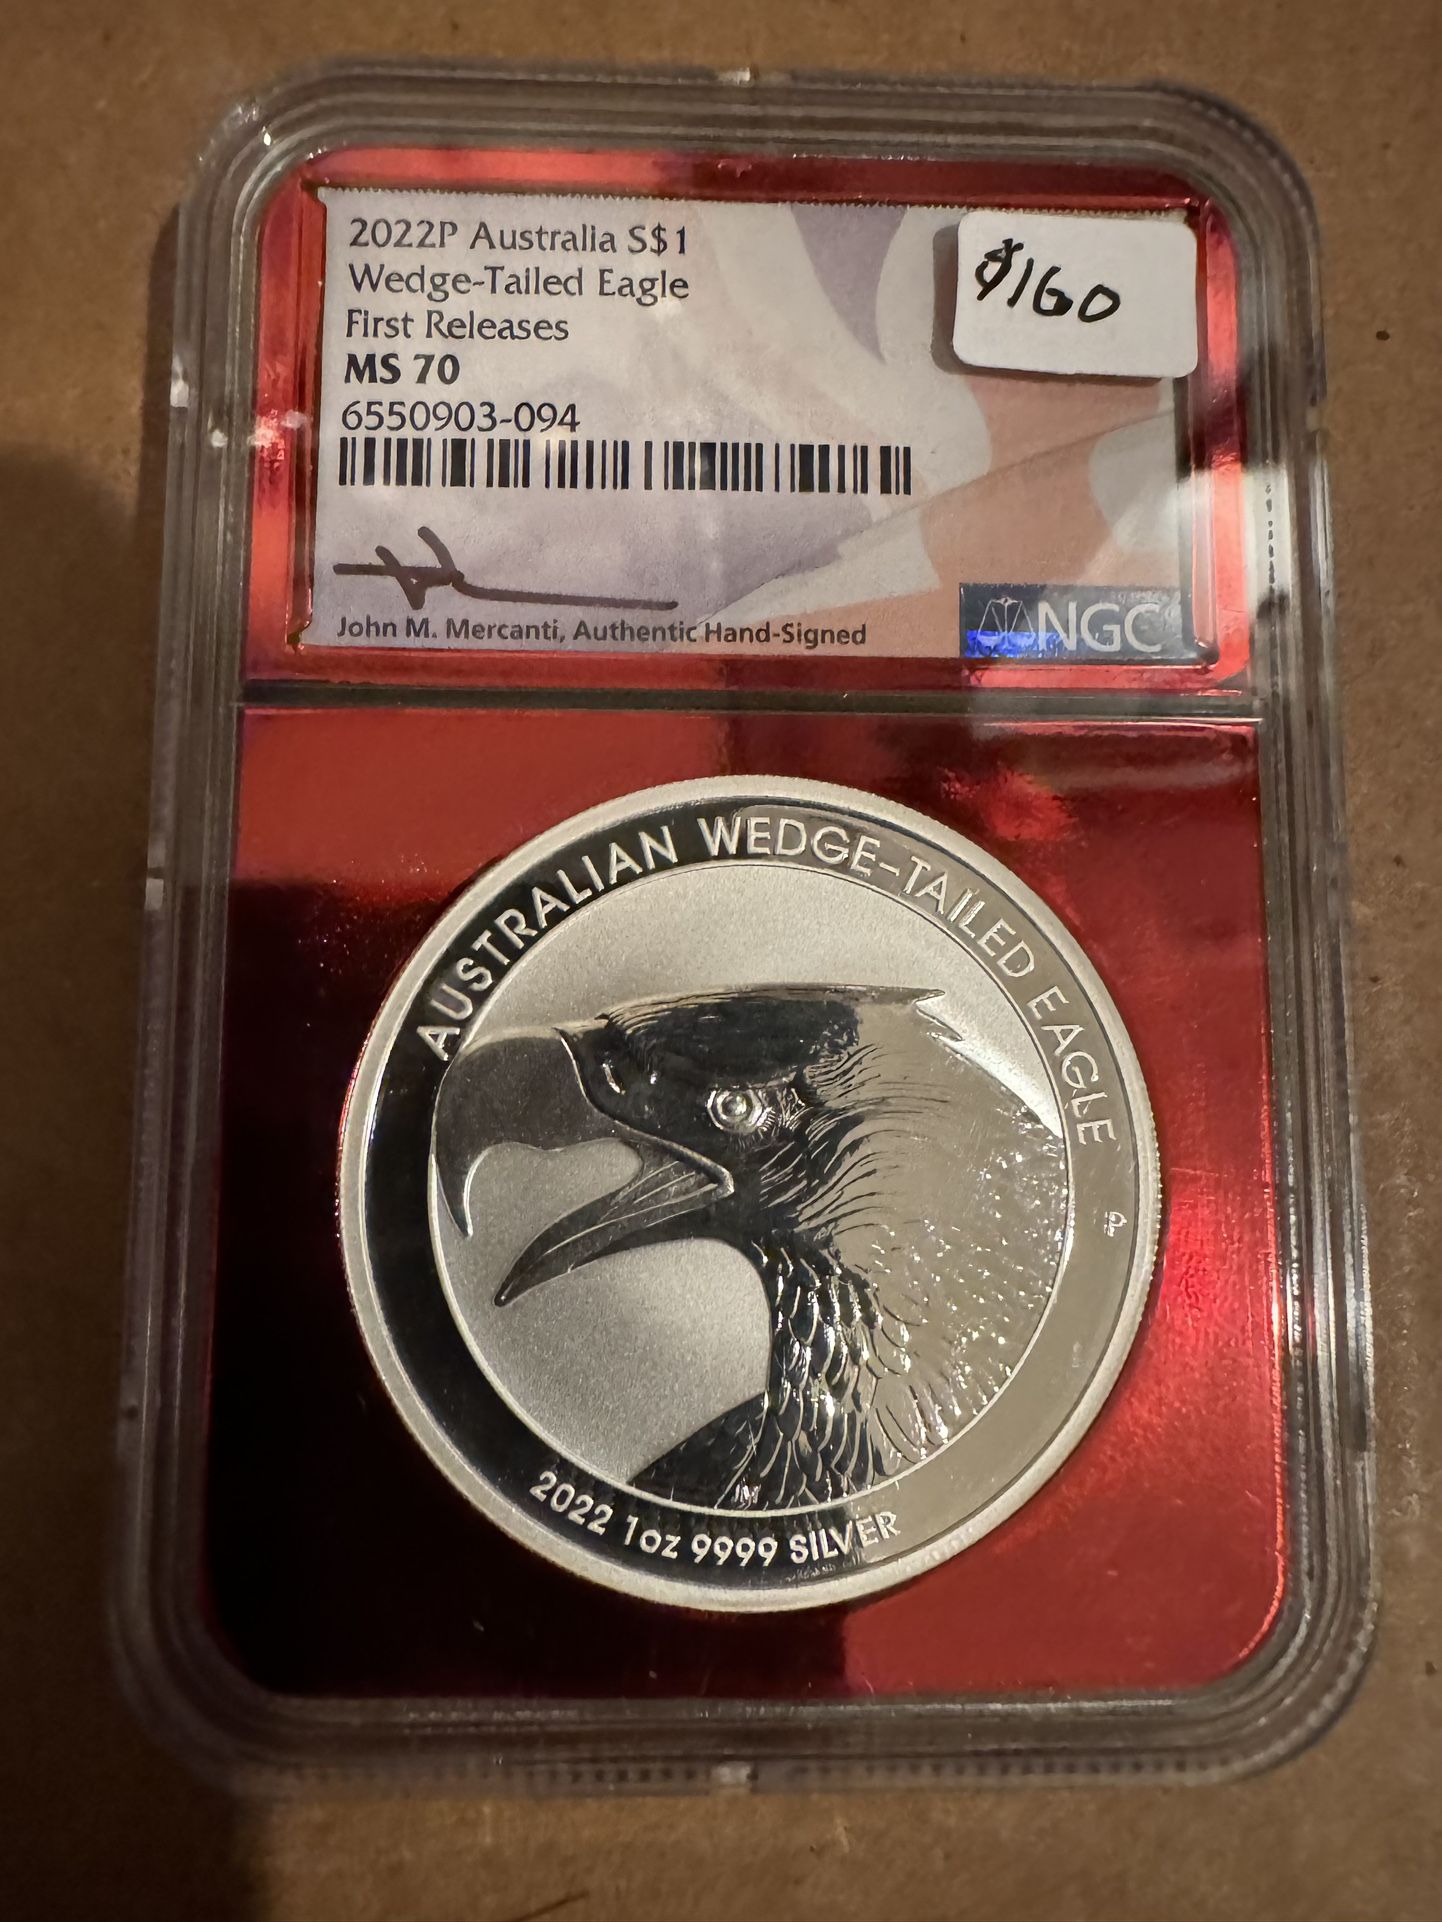 2022P Australia S$1
Wedge-Tailed Eagle
First Releases
MS 70
6550903-094
$160
John M. Mercanti, Authentic Hand-Signed
NGC
AUSTRALIAN WEDGE-TAILED EAGLE
JM
2022 1oz 9999 SILVER